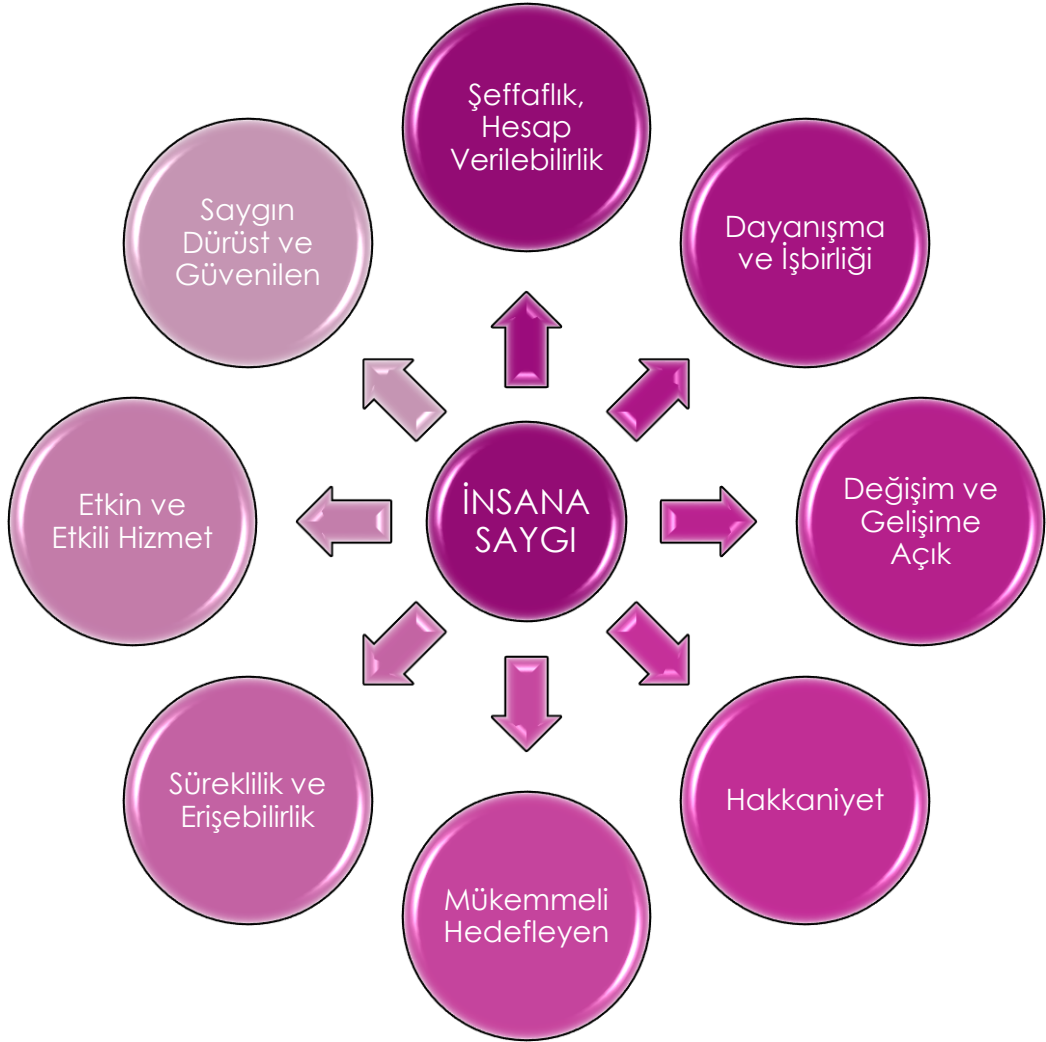 Şeffaflık,
Hesap
Verilebilirlik
Dayanışma
ve İşbirliği
Değişim ve
Gelişime
Açık
Hakkaniyet
Mükemmeli
Hedefleyen
Süreklilik ve
Erişebilirlik
Etkin ve
Etkili Hizmet
Saygın
Dürüst ve
Güvenilen
İNSANA
SAYGI